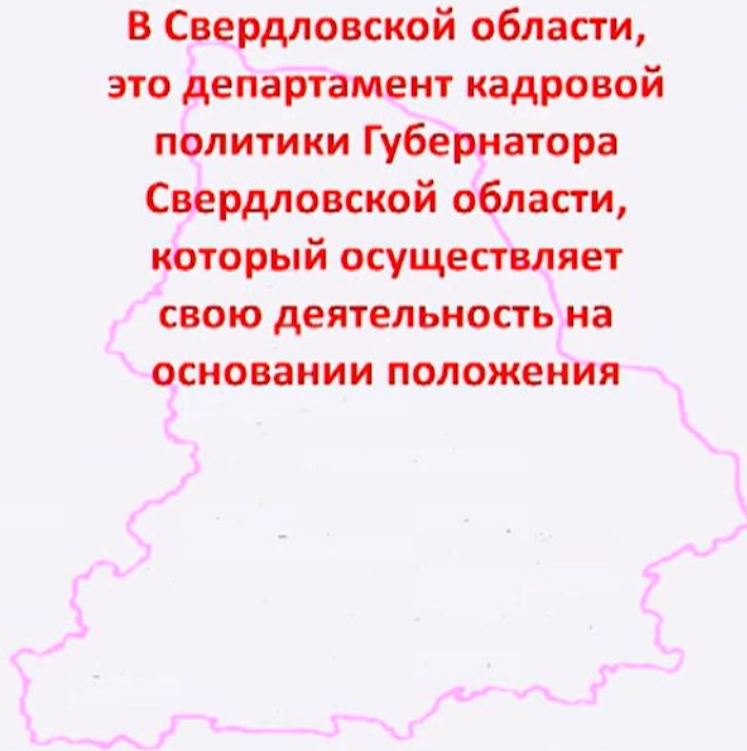 В Свердловской области,
это департамент кадровой
политики Губернатора
Свердловской области,
который осуществляет
свою деятельность на
основании положения